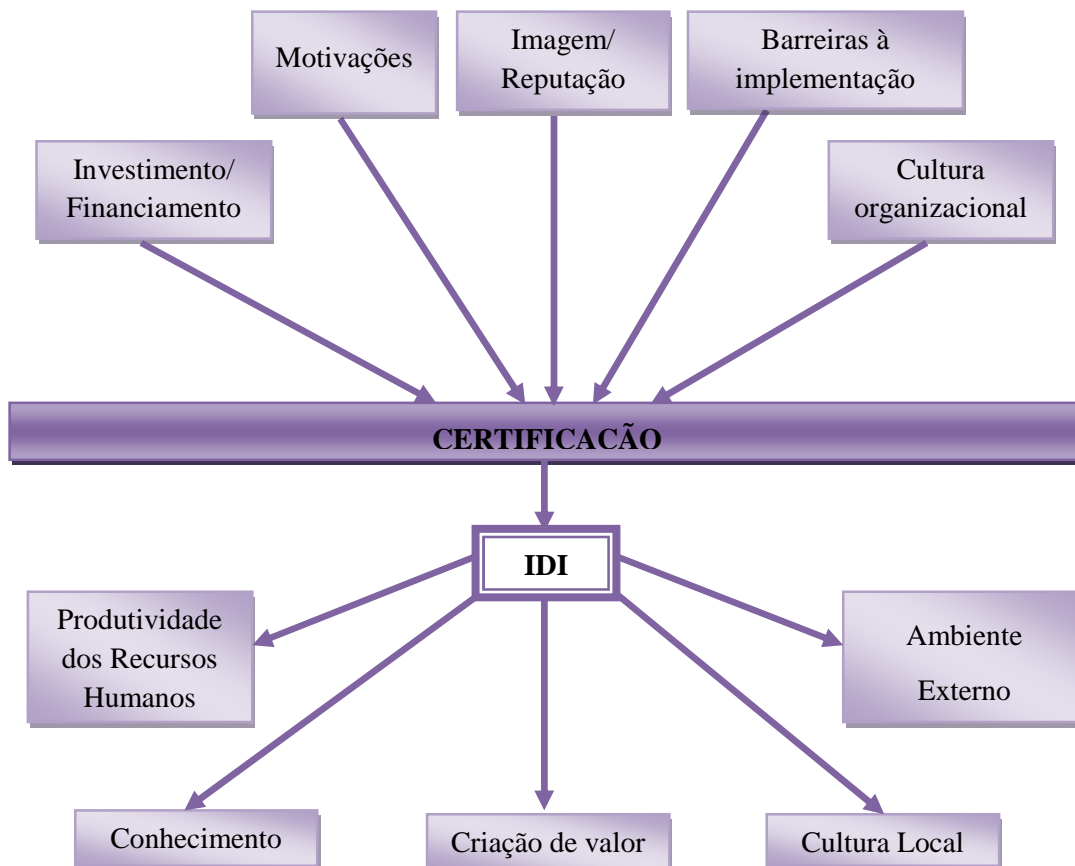 Motivações
Imagem/
Reputação
Barreiras à
implementação
Investimento/
Financiamento
Cultura
organizacional
CERTIFICACÃO
IDI
Produtividade
dos Recursos
Humanos
Ambiente
Externo
Conhecimento
Criação de valor
Cultura Local